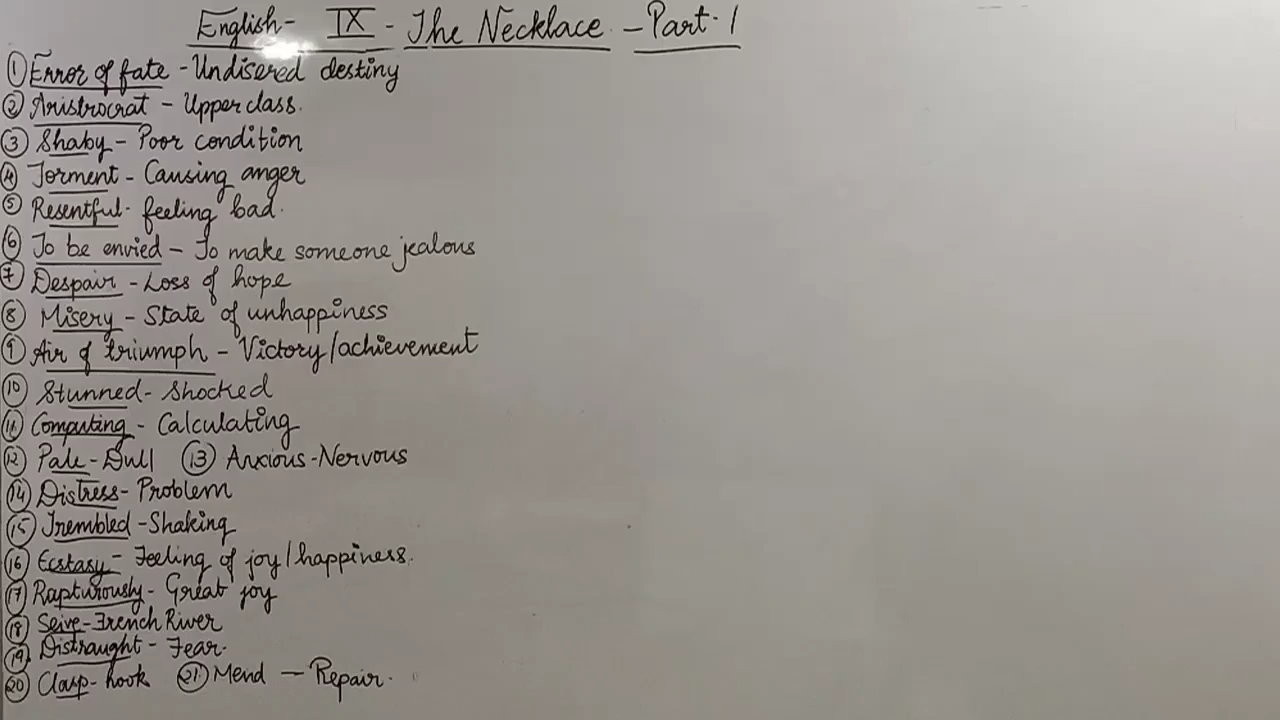 English - IX - The Necklace - Part - 1
① Error of fate - Undisered destiny
② Aristrocrat - Upper class.
③ Shaby - Poor condition
④ Torment - Causing anger
⑤ Resentful - feeling bad.
⑥ To be envied - To make someone jealous
⑦ Despair - Loss of hope
⑧ Misery - State of unhappiness
⑨ Air of triumph - Victory/achievement
⑩ Stunned - Shocked
⑪ Computing - Calculating
⑫ Pale - Dull ⑬ Anxious - Nervous
⑭ Distress - Problem
⑮ Trembled - Shaking
⑯ Ecstasy - Feeling of joy/happiness.
⑰ Rapturously - Great joy
⑱ Seive - French River
⑲ Distraught - Fear.
⑳ Clasp - hook ㉑ Mend - Repair.